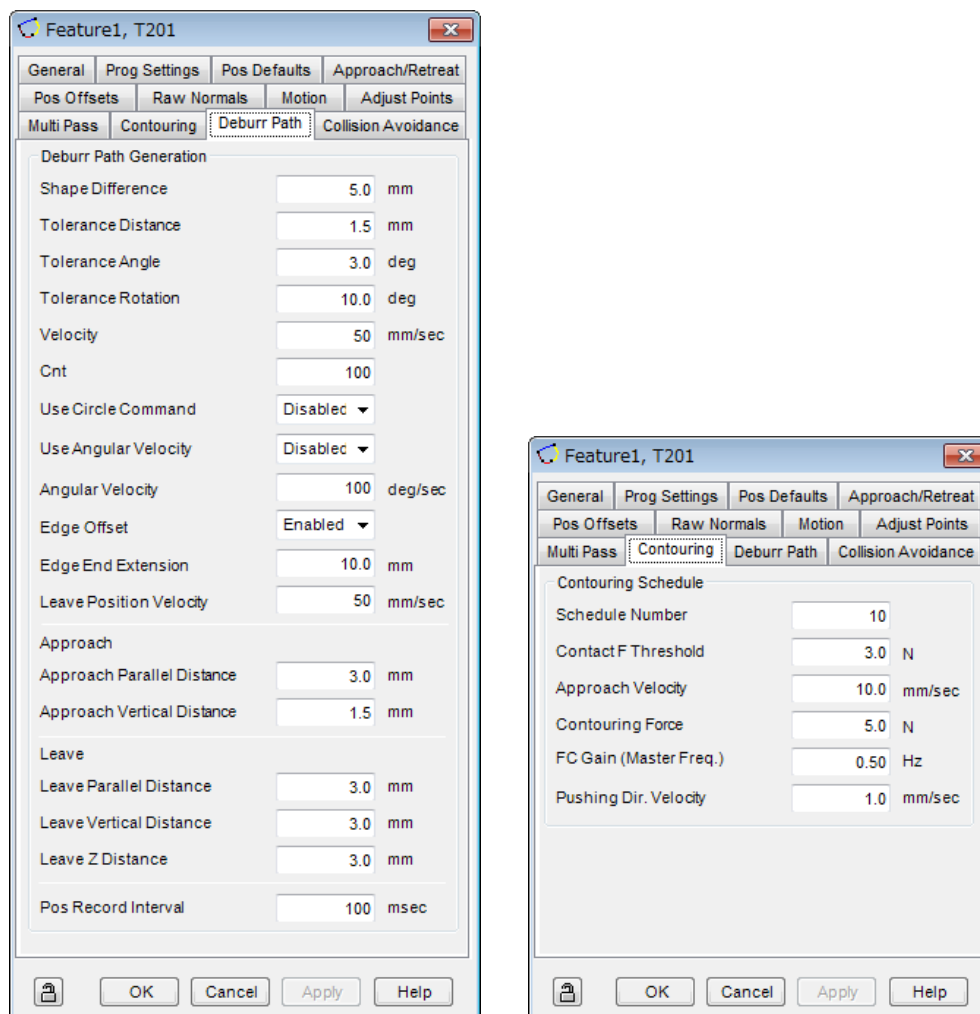 Feature1, T201
General Prog Settings Pos Defaults Approach/Retreat
Pos Offsets Raw Normals Motion Adjust Points
Multi Pass Contouring Deburr Path Collision Avoidance
Deburr Path Generation
Shape Difference 5.0 mm
Tolerance Distance 1.5 mm
Tolerance Angle 3.0 deg
Tolerance Rotation 10.0 deg
Velocity 50 mm/sec
Cnt 100
Use Circle Command Disabled
Use Angular Velocity Disabled
Angular Velocity 100 deg/sec
Edge Offset Enabled
Edge End Extension 10.0 mm
Leave Position Velocity 50 mm/sec
Approach
Approach Parallel Distance 3.0 mm
Approach Vertical Distance 1.5 mm
Leave
Leave Parallel Distance 3.0 mm
Leave Vertical Distance 3.0 mm
Leave Z Distance 3.0 mm
Pos Record Interval 100 msec
OK Cancel Apply Help
Feature1, T201
General Prog Settings Pos Defaults Approach/Retreat
Pos Offsets Raw Normals Motion Adjust Points
Multi Pass Contouring Deburr Path Collision Avoidance
Contouring Schedule
Schedule Number 10
Contact F Threshold 3.0 N
Approach Velocity 10.0 mm/sec
Contouring Force 5.0 N
FC Gain (Master Freq.) 0.50 Hz
Pushing Dir. Velocity 1.0 mm/sec
OK Cancel Apply Help